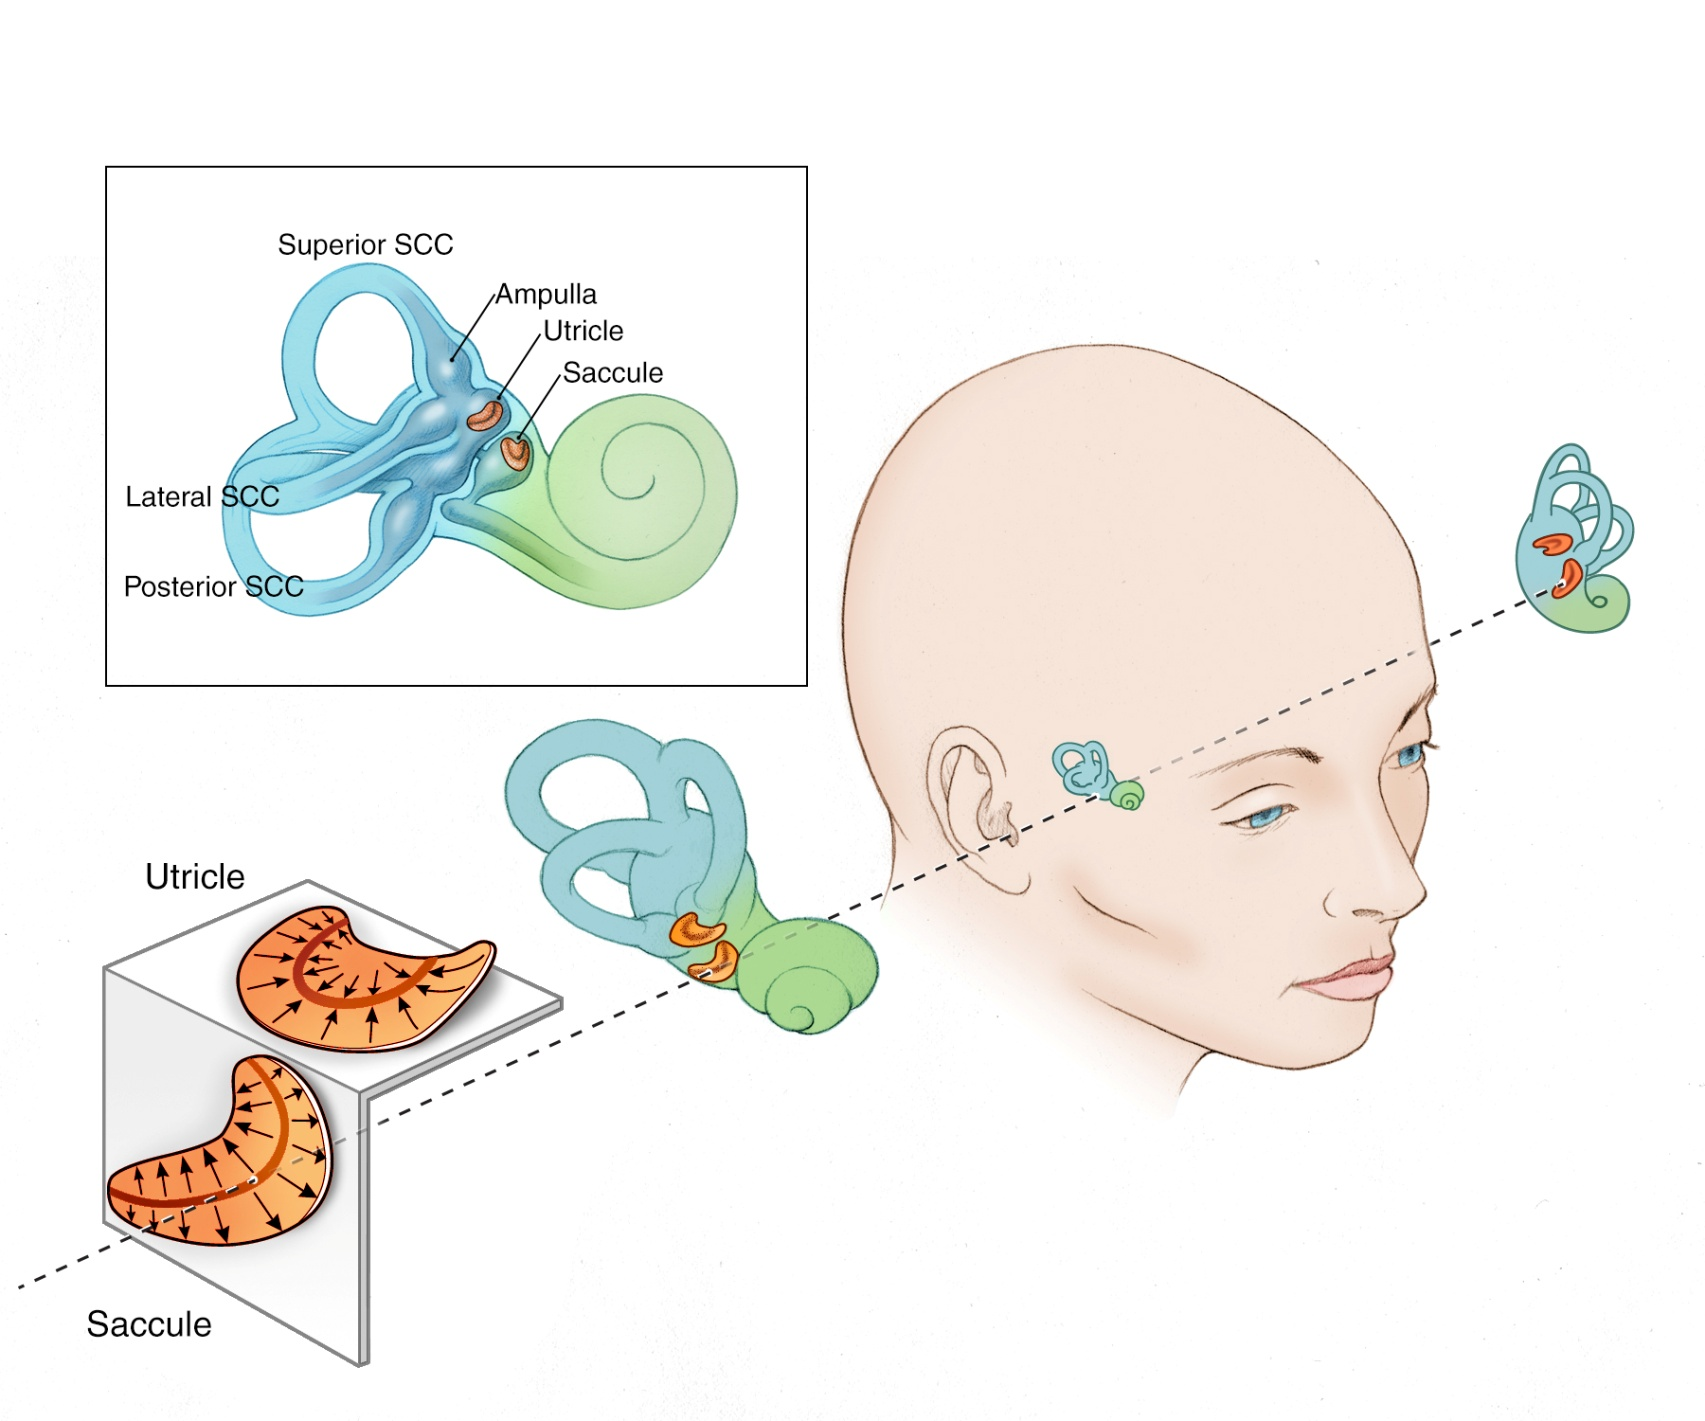 Superior SCC
Ampulla
Utricle
Saccule
Lateral SCC
Posterior SCC
Utricle
Saccule